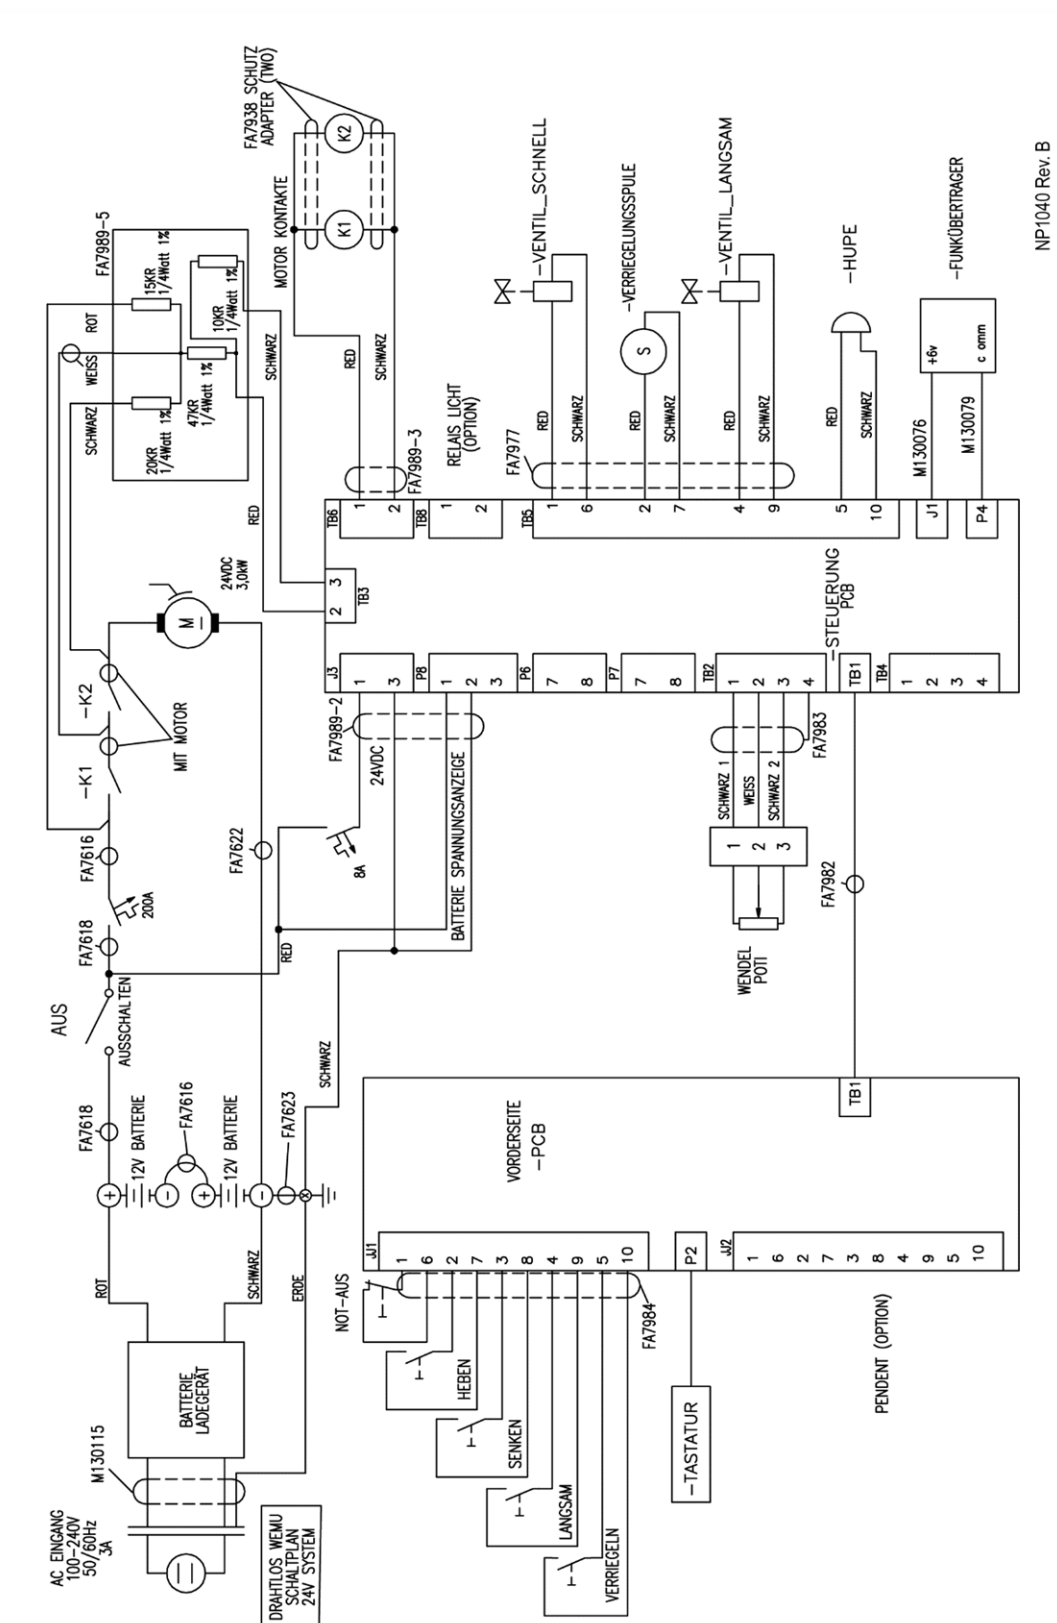 AC EINGANG
100-240V
50/60Hz
3A
M130115
BATTERIE
LADEGERÄT
DRAHTLOS WEMU
SCHALTPLAN
24V SYSTEM
ROT
SCHWARZ
ERDE
FA7618
12V BATTERIE
FA7616
12V BATTERIE
FA7623
+
-
+
-
AUS
AUSSCHALTEN
FA7618
200A
FA7616
FA7622
RED
SCHWARZ
-K1
-K2
MIT MOTOR
M
24VDC
3,0kW
8A
FA7989-2
24VDC
BATTERIE SPANNUNGSANZEIGE
FA7989-5
SCHWARZ
WEISS
ROT
20KR
1/4Watt 1%
47KR
1/4Watt 1%
15KR
1/4Watt 1%
10KR
1/4Watt 1%
RED
SCHWARZ
FA7938 SCHUTZ
ADAPTER (TWO)
MOTOR KONTAKTE
K1
K2
RED
SCHWARZ
FA7989-3
RELAIS LICHT
(OPTION)
FA7977
RED
SCHWARZ
-VENTIL_SCHNELL
RED
SCHWARZ
S
-VERRIEGELUNGSSPULE
RED
SCHWARZ
-VENTIL_LANGSAM
RED
SCHWARZ
-HUPE
M130076
M130079
+6v
c omm
-FUNKÜBERTRAGER
TB6
1
2
TB8
1
2
TB5
1
6
2
7
4
9
5
10
J1
P4
2
3
TB3
-STEUERUNG
PCB
J3
1
3
P8
1
2
3
P6
7
8
P7
7
8
TB2
1
2
3
4
TB1
TB4
1
2
3
4
FA7983
SCHWARZ 1
WEISS
SCHWARZ 2
1
2
3
WENDEL
POTI
FA7982
TB1
VORDERSEITE
-PCB
JJ1
1
6
2
7
3
8
4
9
5
10
P2
JJ2
1
6
2
7
3
8
4
9
5
10
NOT-AUS
HEBEN
SENKEN
LANGSAM
VERRIEGELN
FA7984
-TASTATUR
PENDENT (OPTION)
NP1040 Rev. B